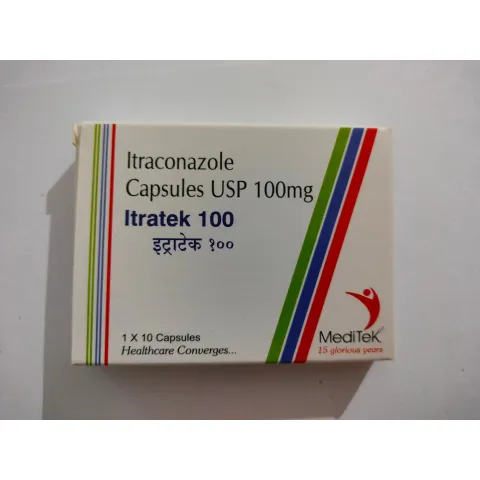 Itraconazole
Capsules USP 100mg
Itratek 100
इट्राटेक १००
1 X 10 Capsules
Healthcare Converges...
MediTek
15 glorious years